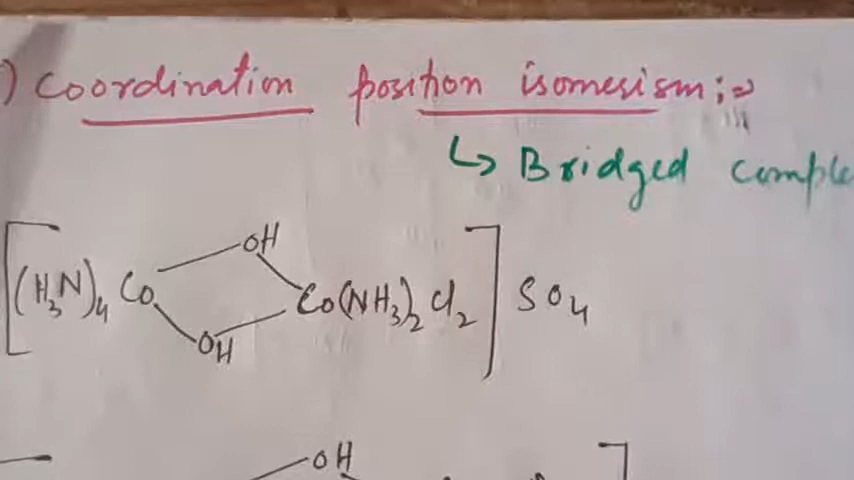 ) Coordination position isomerism :-
↳ Bridged comple
[(H₃N)₄ Co
OH
OH
Co(NH₃)₂ Cl₂] SO₄
OH
]